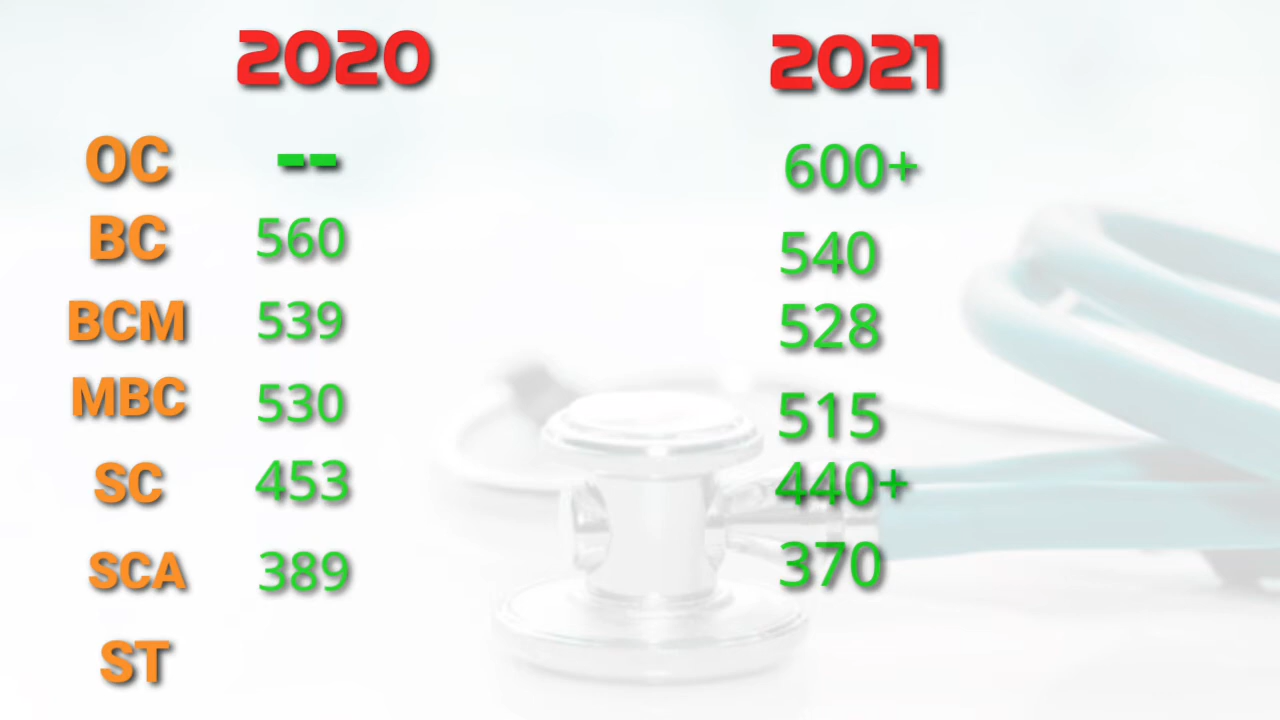 2020 2021
OC -- 600+
BC 560 540
BCM 539 528
MBC 530 515
SC 453 440+
SCA 389 370
ST